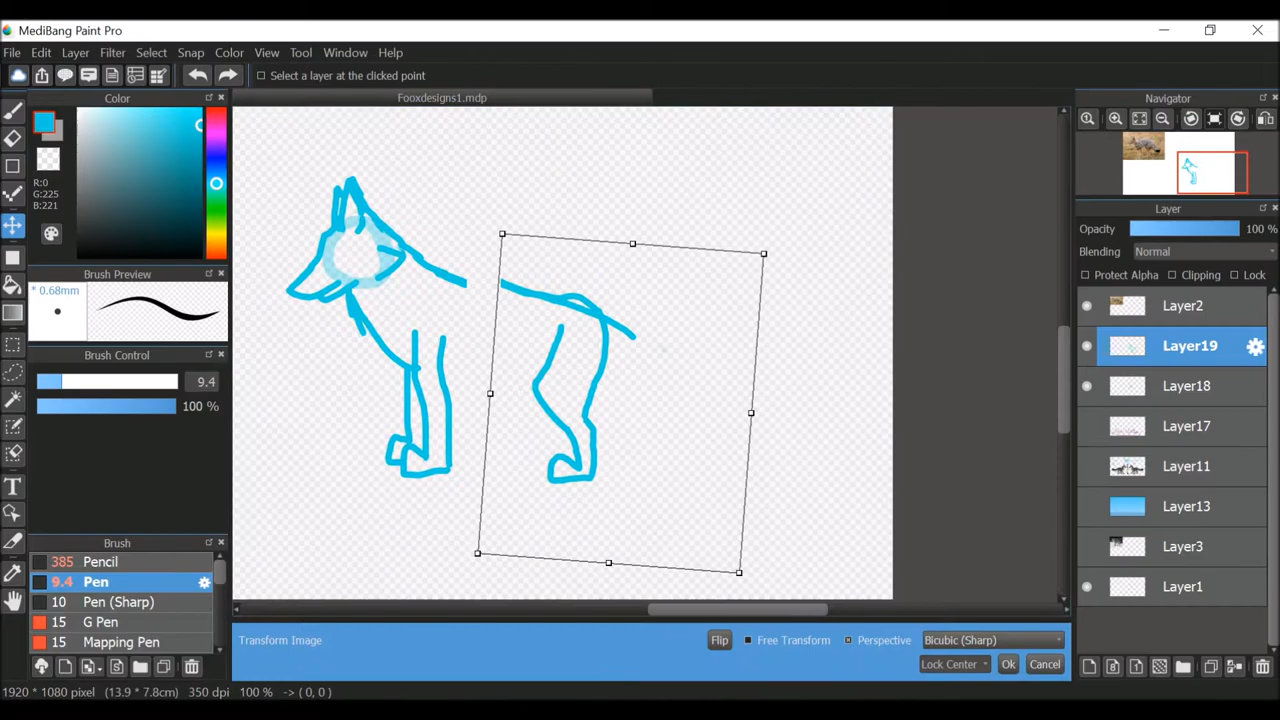 MediBang Paint Pro
File Edit Layer Filter Select Snap Color View Tool Window Help
Select a layer at the clicked point
Color
R:0
G:225
B:221
Brush Preview
* 0.68mm
Brush Control
9.4
100 %
Brush
385 Pencil
9.4 Pen
10 Pen (Sharp)
15 G Pen
15 Mapping Pen
Fooxdesigns1.mdp
Transform Image
Flip Free Transform Perspective Bicubic (Sharp)
Lock Center Ok Cancel
Navigator
Layer
Opacity 100 %
Blending Normal
Protect Alpha Clipping Lock
Layer2
Layer19
Layer18
Layer17
Layer11
Layer13
Layer3
Layer1
1920 * 1080 pixel (13.9 * 7.8cm) 350 dpi 100 % -> ( 0, 0 )